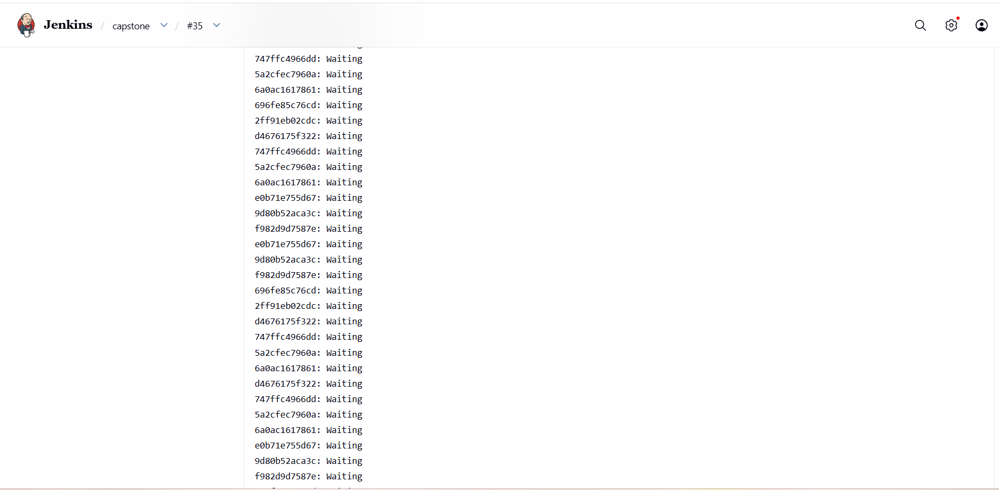 Jenkins / capstone / #35
747ffc4966dd: Waiting
5a2cfec7960a: Waiting
6a0ac1617861: Waiting
696fe85c76cd: Waiting
2ff91eb02cdc: Waiting
d4676175f322: Waiting
747ffc4966dd: Waiting
5a2cfec7960a: Waiting
6a0ac1617861: Waiting
e0b71e755d67: Waiting
9d80b52aca3c: Waiting
f982d9d7587e: Waiting
e0b71e755d67: Waiting
9d80b52aca3c: Waiting
f982d9d7587e: Waiting
696fe85c76cd: Waiting
2ff91eb02cdc: Waiting
d4676175f322: Waiting
747ffc4966dd: Waiting
5a2cfec7960a: Waiting
6a0ac1617861: Waiting
d4676175f322: Waiting
747ffc4966dd: Waiting
5a2cfec7960a: Waiting
6a0ac1617861: Waiting
e0b71e755d67: Waiting
9d80b52aca3c: Waiting
f982d9d7587e: Waiting